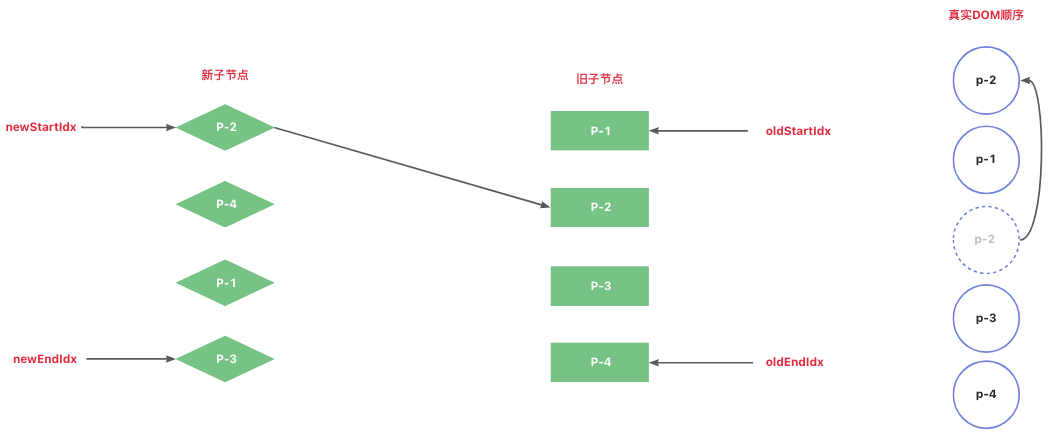 真实DOM顺序
新子节点
旧子节点
newStartIdx
P-2
P-4
P-1
P-3
newEndIdx
P-1
P-2
P-3
P-4
oldStartIdx
oldEndIdx
p-2
p-1
p-2
p-3
p-4